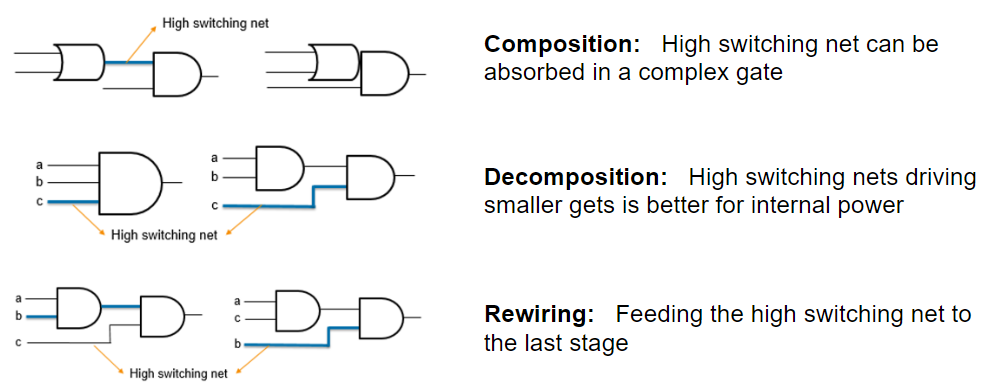 High switching net
Composition: High switching net can be
absorbed in a complex gate
a
b
c
a
b
c
High switching net
Decomposition: High switching nets driving
smaller gets is better for internal power
a
b
c
a
c
b
High switching net
Rewiring: Feeding the high switching net to
the last stage